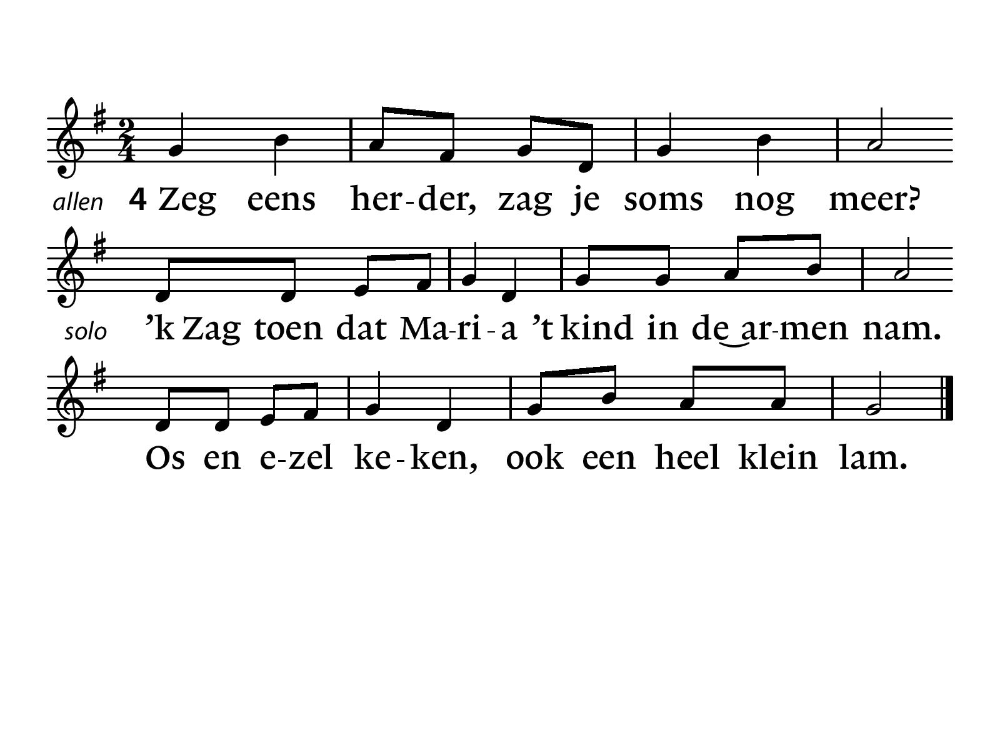 allen 4 Zeg eens her-der, zag je soms nog meer?
solo ’k Zag toen dat Ma-ri-a ’t kind in de ar-men nam.
Os en e-zel ke-ken, ook een heel klein lam.